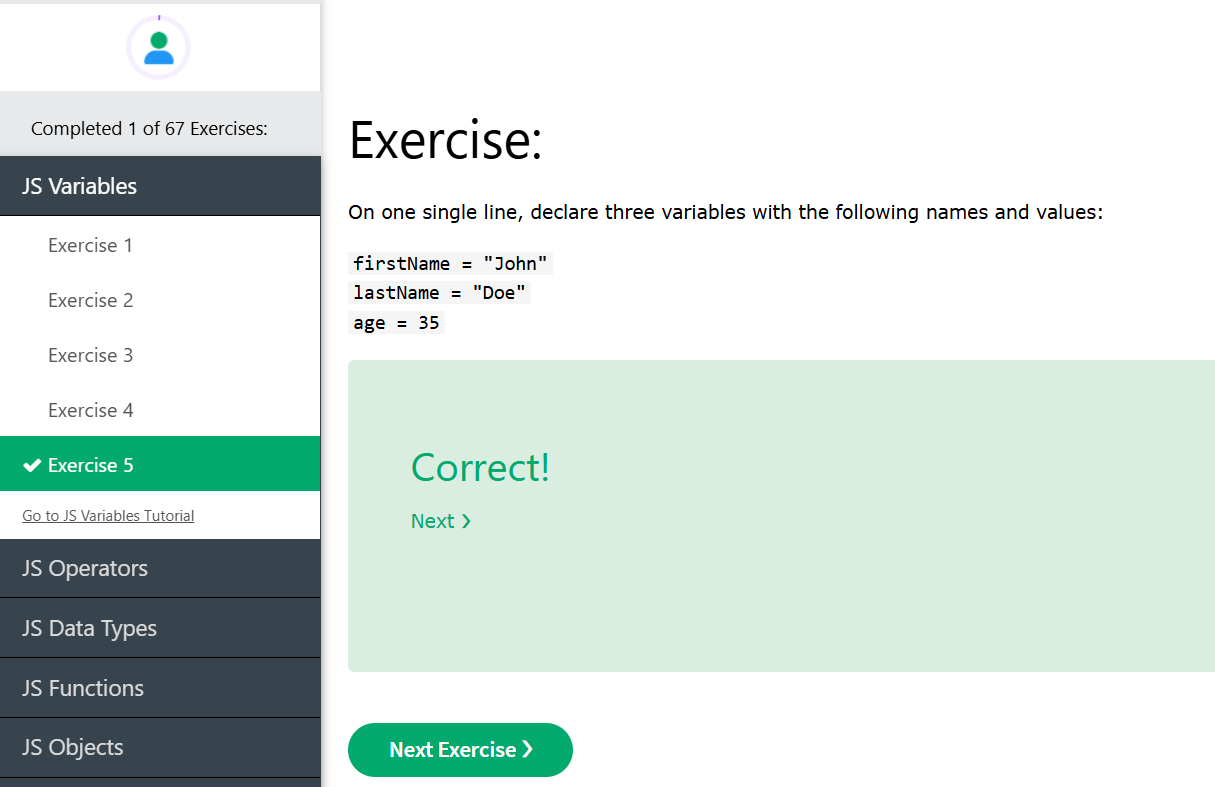 Completed 1 of 67 Exercises:
JS Variables
Exercise 1
Exercise 2
Exercise 3
Exercise 4
Exercise 5
Go to JS Variables Tutorial
JS Operators
JS Data Types
JS Functions
JS Objects
Exercise:
On one single line, declare three variables with the following names and values:
firstName = "John"
lastName = "Doe"
age = 35
Correct!
Next ❯
Next Exercise ❯